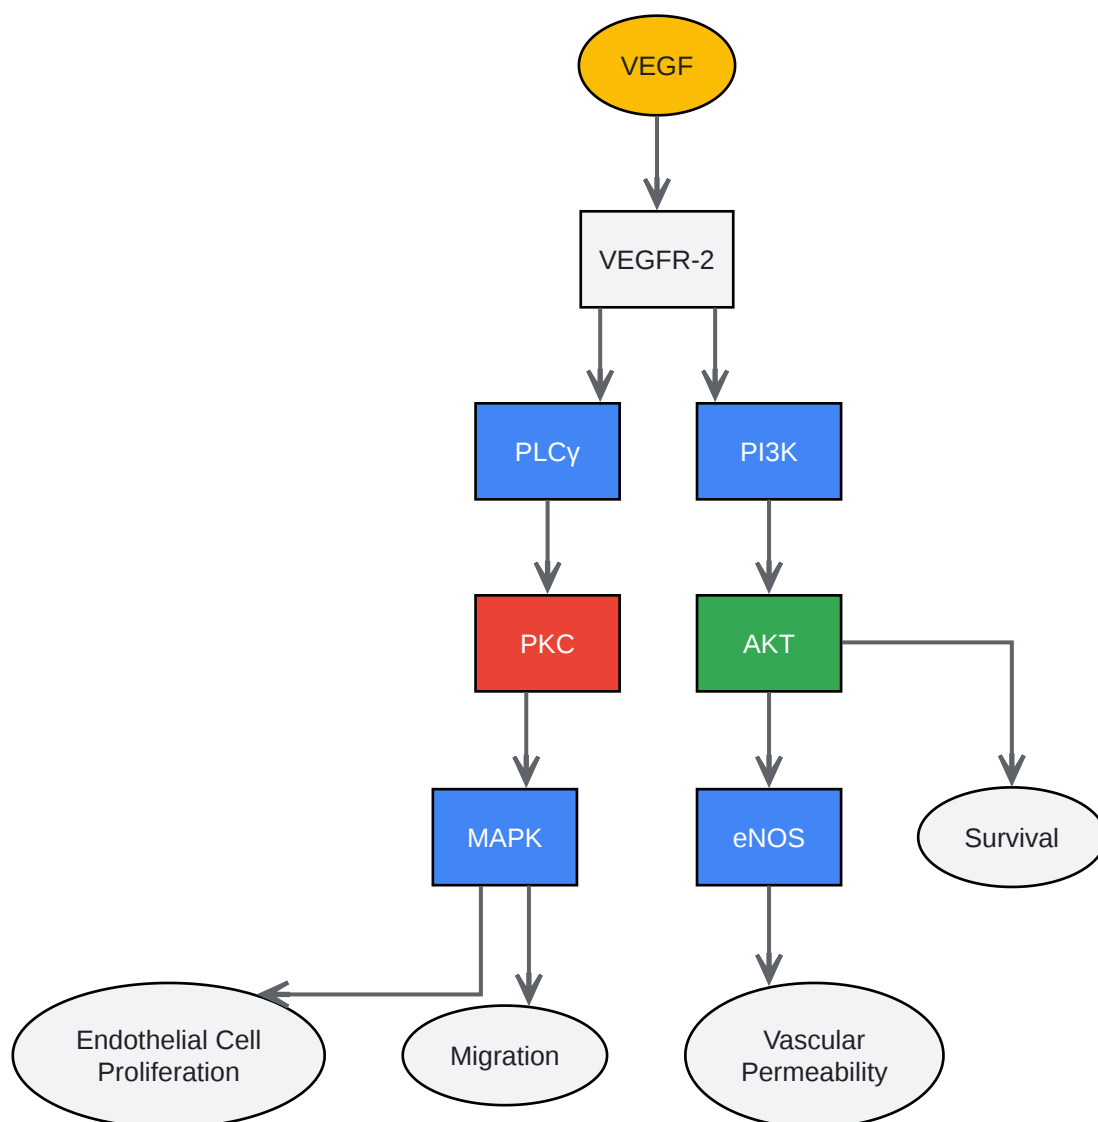 VEGF
VEGFR-2
PLCγ
PI3K
PKC
AKT
MAPK
eNOS
Survival
Endothelial Cell
Proliferation
Migration
Vascular
Permeability